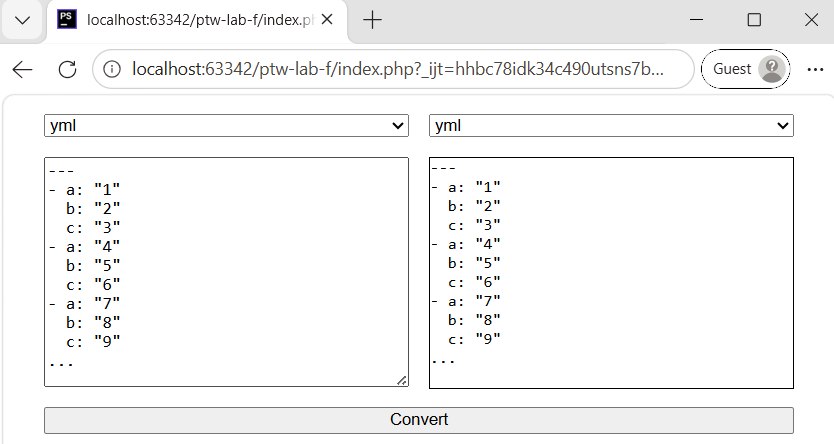 PS
localhost:63342/ptw-lab-f/index.p
localhost:63342/ptw-lab-f/index.php?_ijt=hhbc78idk34c490utsns7b...
Guest
yml
yml
---
- a: "1"
  b: "2"
  c: "3"
- a: "4"
  b: "5"
  c: "6"
- a: "7"
  b: "8"
  c: "9"
...
---
- a: "1"
  b: "2"
  c: "3"
- a: "4"
  b: "5"
  c: "6"
- a: "7"
  b: "8"
  c: "9"
...
Convert